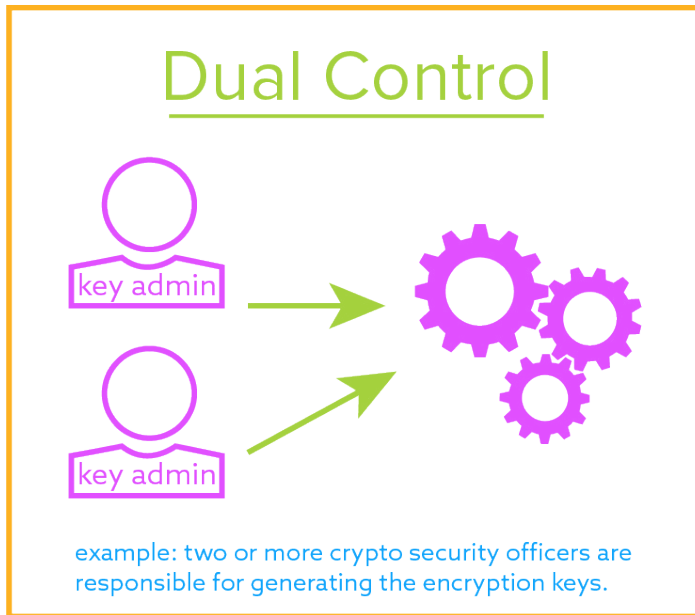 Dual Control
key admin
key admin
example: two or more crypto security officers are
responsible for generating the encryption keys.